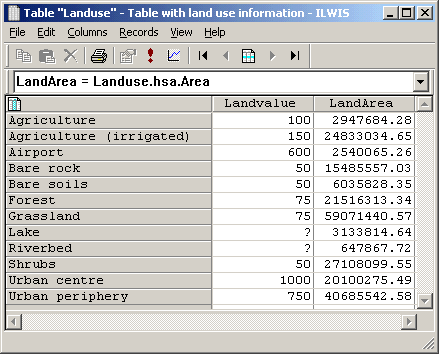 Table "Landuse" - Table with land use information - ILWIS
File Edit Columns Records View Help
LandArea = Landuse.hsa.Area
Landvalue LandArea
Agriculture 100 2947684.28
Agriculture (irrigated) 150 24833034.65
Airport 600 2540065.26
Bare rock 50 15485557.03
Bare soils 50 6035828.35
Forest 75 21516313.34
Grassland 75 59071440.57
Lake ? 3133814.64
Riverbed ? 647867.72
Shrubs 50 27108099.55
Urban centre 1000 20100275.49
Urban periphery 750 40685542.58